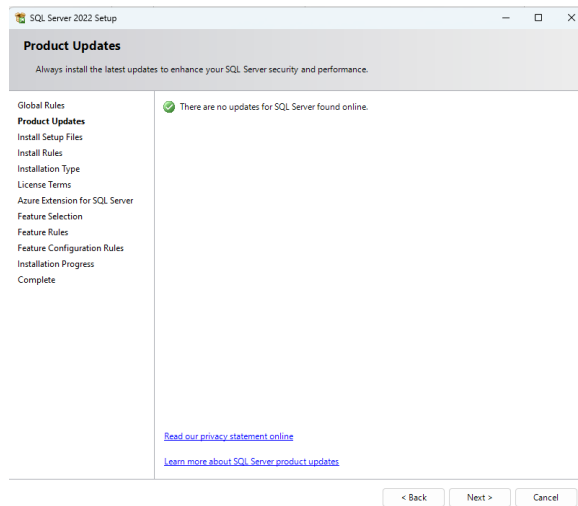 SQL Server 2022 Setup
Product Updates
Always install the latest updates to enhance your SQL Server security and performance.
Global Rules
Product Updates
Install Setup Files
Install Rules
Installation Type
License Terms
Azure Extension for SQL Server
Feature Selection
Feature Rules
Feature Configuration Rules
Installation Progress
Complete
There are no updates for SQL Server found online.
Read our privacy statement online
Learn more about SQL Server product updates
< Back Next > Cancel